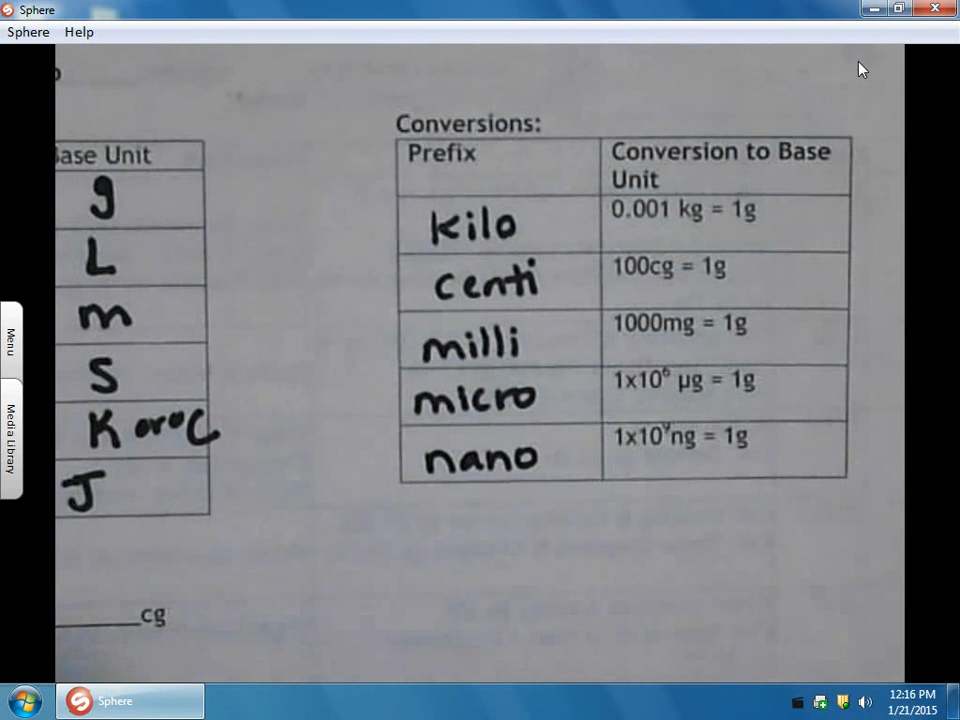 Sphere
Sphere Help
Conversions:
Base Unit
g
L
m
S
K or °C
J
Prefix Conversion to Base Unit
kilo 0.001 kg = 1g
centi 100cg = 1g
milli 1000mg = 1g
micro 1x10⁶ µg = 1g
nano 1x10⁹ng = 1g
cg
Menu
Media Library
Sphere
12:16 PM
1/21/2015